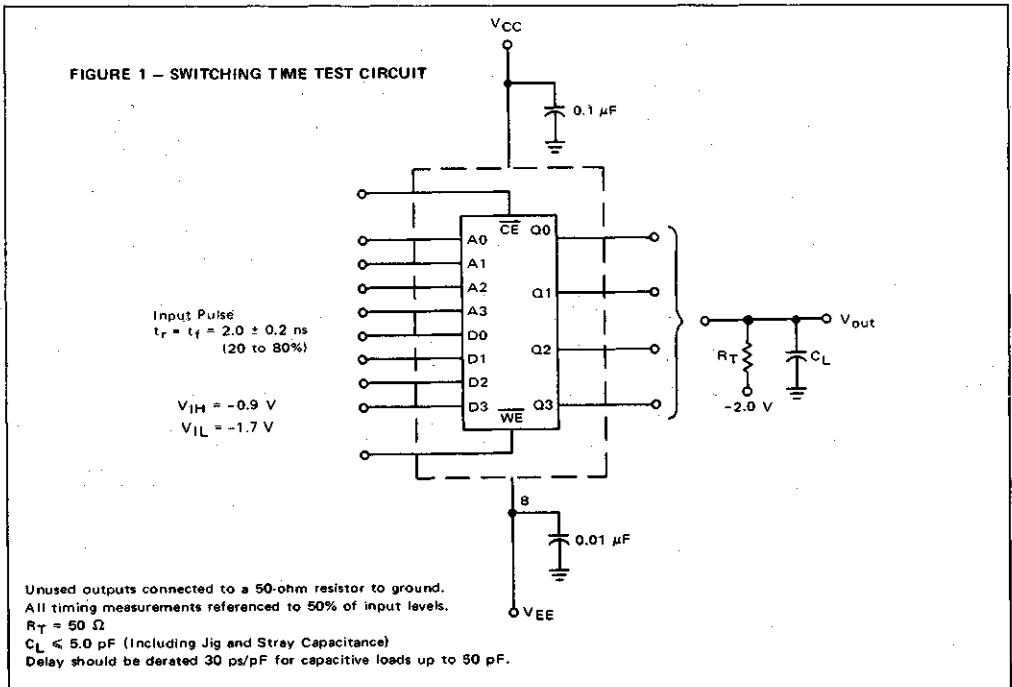 VCC
FIGURE 1 – SWITCHING TIME TEST CIRCUIT
0.1 µF
CE Q0
A0
A1
A2 Q1
A3
Input Pulse
tr = tf = 2.0 ± 0.2 ns
(20 to 80%)
D0
D1 Q2
D2
D3 Q3
WE
VIH = -0.9 V
VIL = -1.7 V
Vout
RT
CL
-2.0 V
8
0.01 µF
VEE
Unused outputs connected to a 50-ohm resistor to ground.
All timing measurements referenced to 50% of input levels.
RT = 50 Ω
CL ≤ 5.0 pF (Including Jig and Stray Capacitance)
Delay should be derated 30 ps/pF for capacitive loads up to 50 pF.